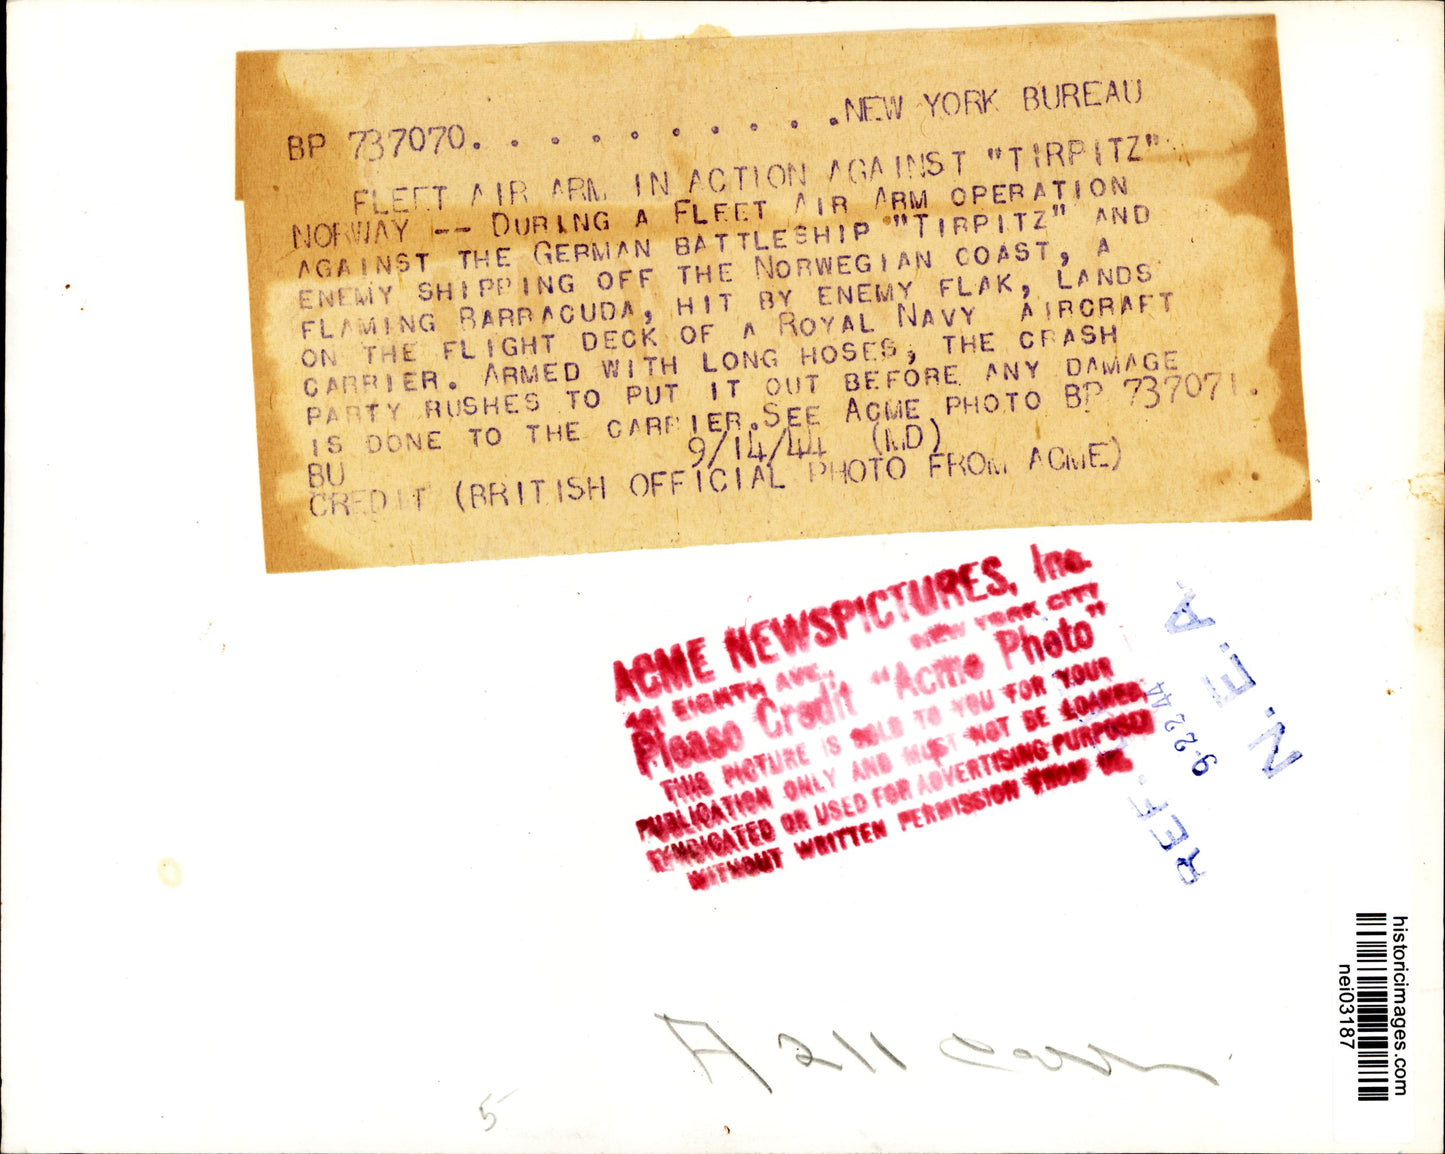 BP 737070. . . . . . . . . .NEW YORK BUREAU
FLEET AIR ARM IN ACTION AGAINST "TIRPITZ"
NORWAY -- DURING A FLEET AIR ARM OPERATION
AGAINST THE GERMAN BATTLESHIP "TIRPITZ" AND
ENEMY SHIPPING OFF THE NORWEGIAN COAST, A
FLAMING BARRACUDA, HIT BY ENEMY FLAK, LANDS
ON THE FLIGHT DECK OF A ROYAL NAVY AIRCRAFT
CARRIER. ARMED WITH LONG HOSES, THE CRASH
PARTY RUSHES TO PUT IT OUT BEFORE ANY DAMAGE
IS DONE TO THE CARRIER. SEE ACME PHOTO BP 737071.
BU 9/14/44 (MD)
CREDIT (BRITISH OFFICIAL PHOTO FROM ACME)
ACME NEWSPICTURES, Inc.
461 EIGHTH AVE., NEW YORK CITY
Please Credit "Acme Photo"
THIS PICTURE IS SOLD TO YOU FOR YOUR
PUBLICATION ONLY AND MUST NOT BE LOANED,
SYNDICATED OR USED FOR ADVERTISING PURPOSES
WITHOUT WRITTEN PERMISSION FROM US.
REF.
9-22 44
N. E. A.
A 211
5
historicimages.com
nei03187